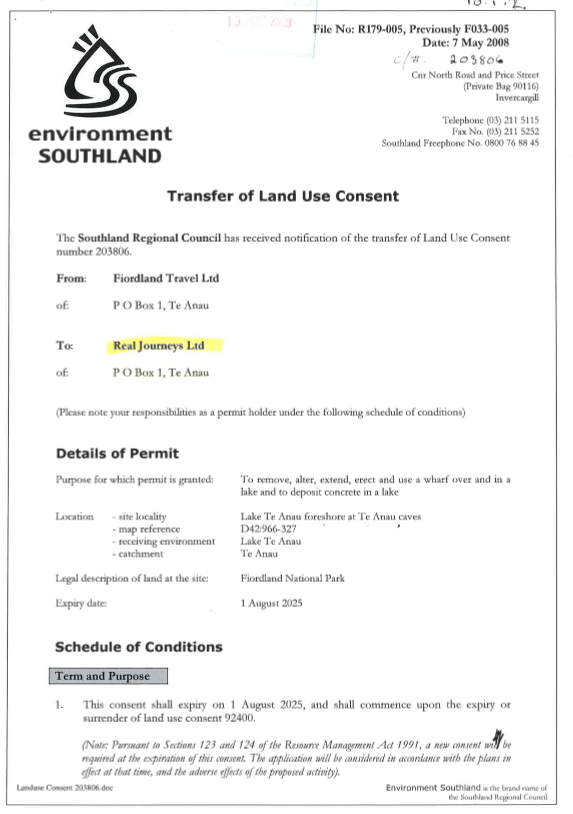 File No: R179-005, Previously F033-005
Date: 7 May 2008
c/# 203806
Cnr North Road and Price Street
(Private Bag 90116)
Invercargill
Telephone (03) 211 5115
Fax No. (03) 211 5252
Southland Freephone No. 0800 76 88 45
environment
SOUTHLAND
Transfer of Land Use Consent
The Southland Regional Council has received notification of the transfer of Land Use Consent
number 203806.
From: Fiordland Travel Ltd
of: P O Box 1, Te Anau
To: Real Journeys Ltd
of: P O Box 1, Te Anau
(Please note your responsibilities as a permit holder under the following schedule of conditions)
Details of Permit
Purpose for which permit is granted: To remove, alter, extend, erect and use a wharf over and in a
lake and to deposit concrete in a lake
Location - site locality Lake Te Anau foreshore at Te Anau caves
- map reference D42:966-327
- receiving environment Lake Te Anau
- catchment Te Anau
Legal description of land at the site: Fiordland National Park
Expiry date: 1 August 2025
Schedule of Conditions
Term and Purpose
1. This consent shall expiry on 1 August 2025, and shall commence upon the expiry or
surrender of land use consent 92400.
(Note: Pursuant to Sections 123 and 124 of the Resource Management Act 1991, a new consent will be
required at the expiration of this consent. The application will be considered in accordance with the plans in
effect at that time, and the adverse effects of the proposed activity).
Landuse Consent 203806.doc
Environment Southland is the brand name of
the Southland Regional Council